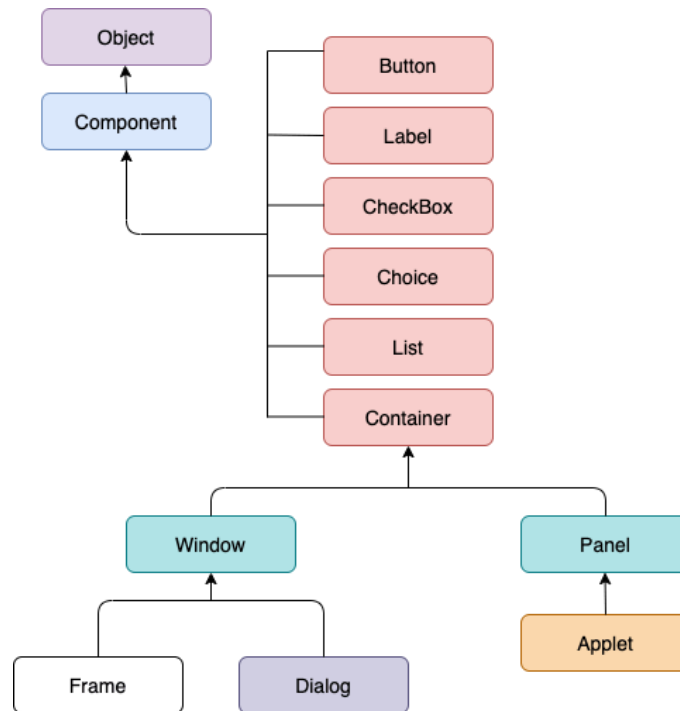 Object
Component
Button
Label
CheckBox
Choice
List
Container
Window
Panel
Applet
Frame
Dialog